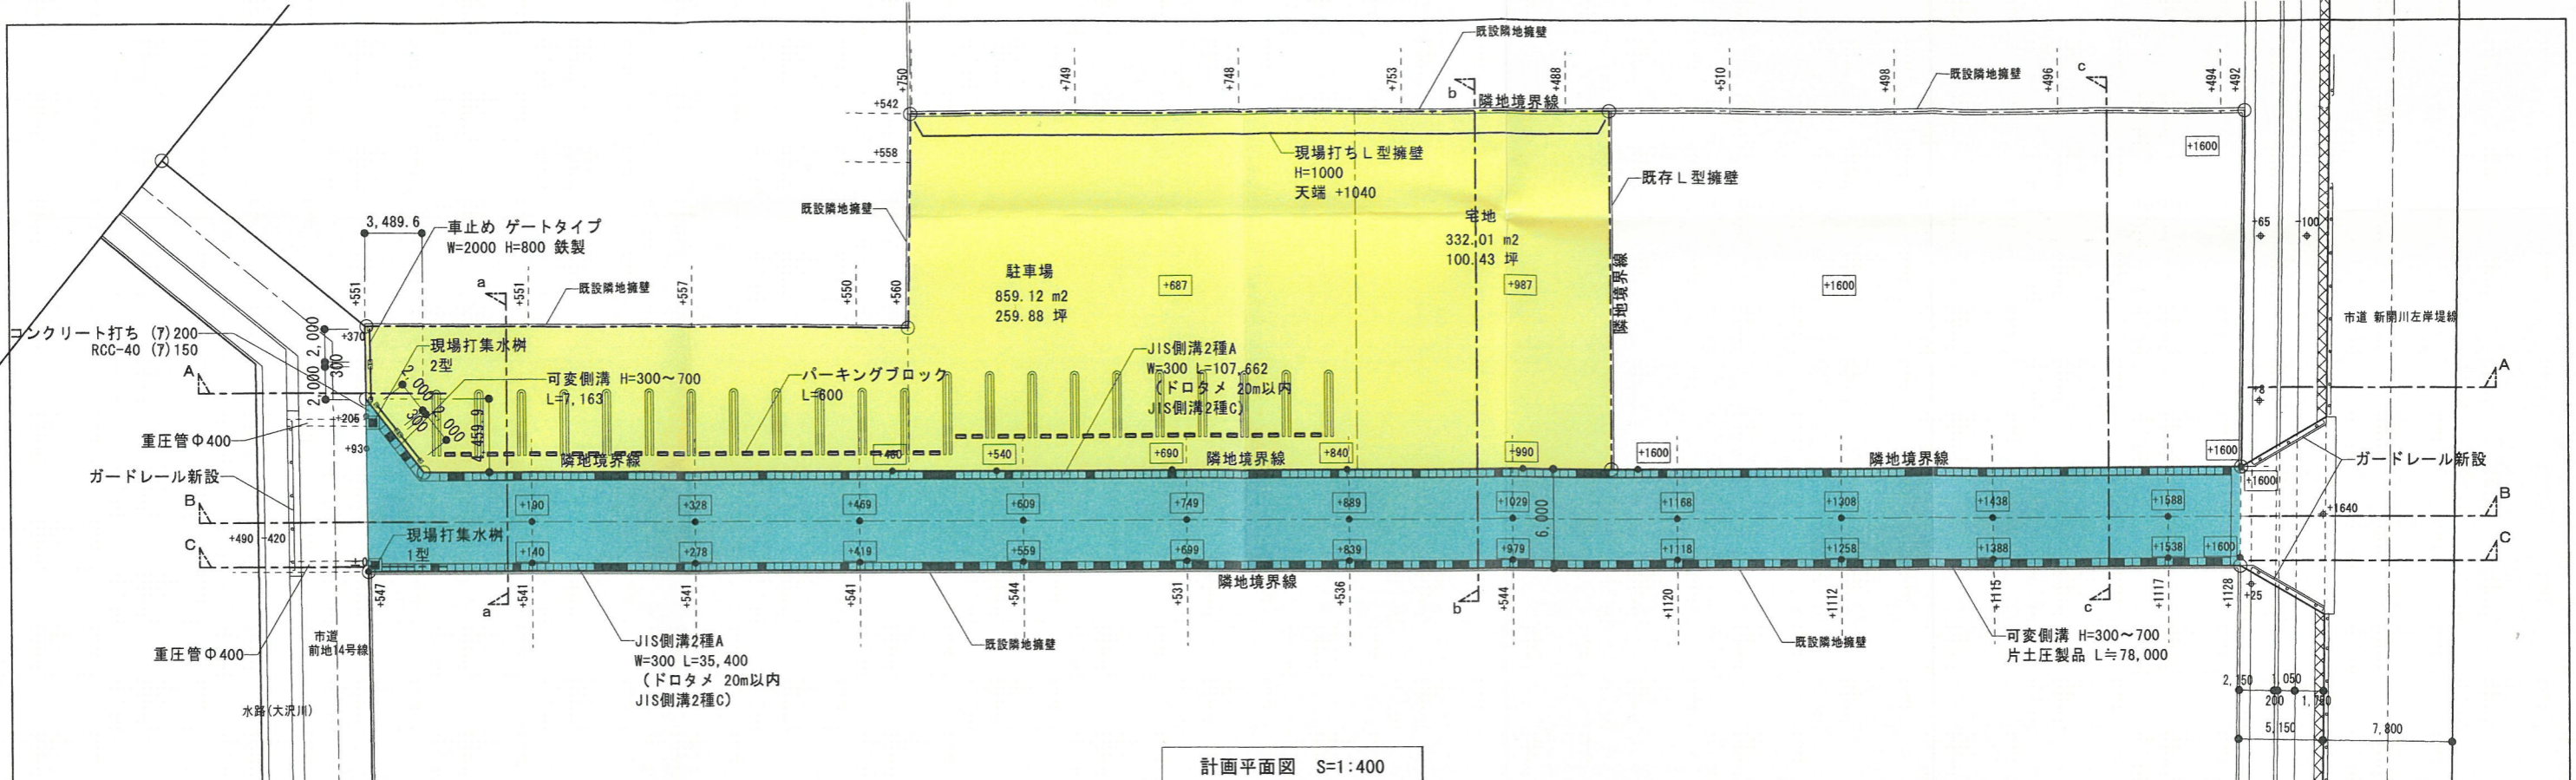 既設隣地擁壁
+750
+749
+748
+753
+488
+510
+498
+496
+494
+492
既設隣地擁壁
b
c
隣地境界線
+542
+558
+1600
現場打ちL型擁壁
H=1000
天端 +1040
既存L型擁壁
宅地
332.01 m2
100.43 坪
既設隣地擁壁
3,489.6
車止め ゲートタイプ
W=2000 H=800 鉄製
+65
-100
駐車場
859.12 m2
259.88 坪
+687
+987
+1600
隣地境界線
+551
a
+551
既設隣地擁壁
+557
+550
+560
市道 新開川左岸堤線
コンクリート打ち (7)200
RCC-40 (7)150
2,000
300
2,000
+370
現場打集水桝
2型
可変側溝 H=300~700
L=7,163
パーキングブロック
L=600
JIS側溝2種A
W=300 L=107,662
(ドロタメ 20m以内
JIS側溝2種C)
A
A
+8
2,000
300
2,000
4,459.9
+205
重圧管Φ400
+93
ガードレール新設
隣地境界線
+540
+690
隣地境界線
+840
+990
+1600
隣地境界線
+1600
ガードレール新設
+1600
B
+190
+328
+469
+609
+749
+889
+1029
6,000
+1168
+1308
+1438
+1588
+1640
B
+490
-420
現場打集水桝
1型
C
+140
+278
+419
+559
+699
+839
+979
+1118
+1258
+1388
+1538
+1600
C
±0
+547
a
+541
+541
+541
+544
+531
隣地境界線
+536
b
+544
+1120
+1112
+1115
c
+1117
+1128
+25
重圧管Φ400
市道
前地14号線
JIS側溝2種A
W=300 L=35,400
(ドロタメ 20m以内
JIS側溝2種C)
既設隣地擁壁
既設隣地擁壁
可変側溝 H=300~700
片土圧製品 L≒78,000
水路(大沢川)
2,150
1,050
200
5,150
7,800
計画平面図 S=1:400